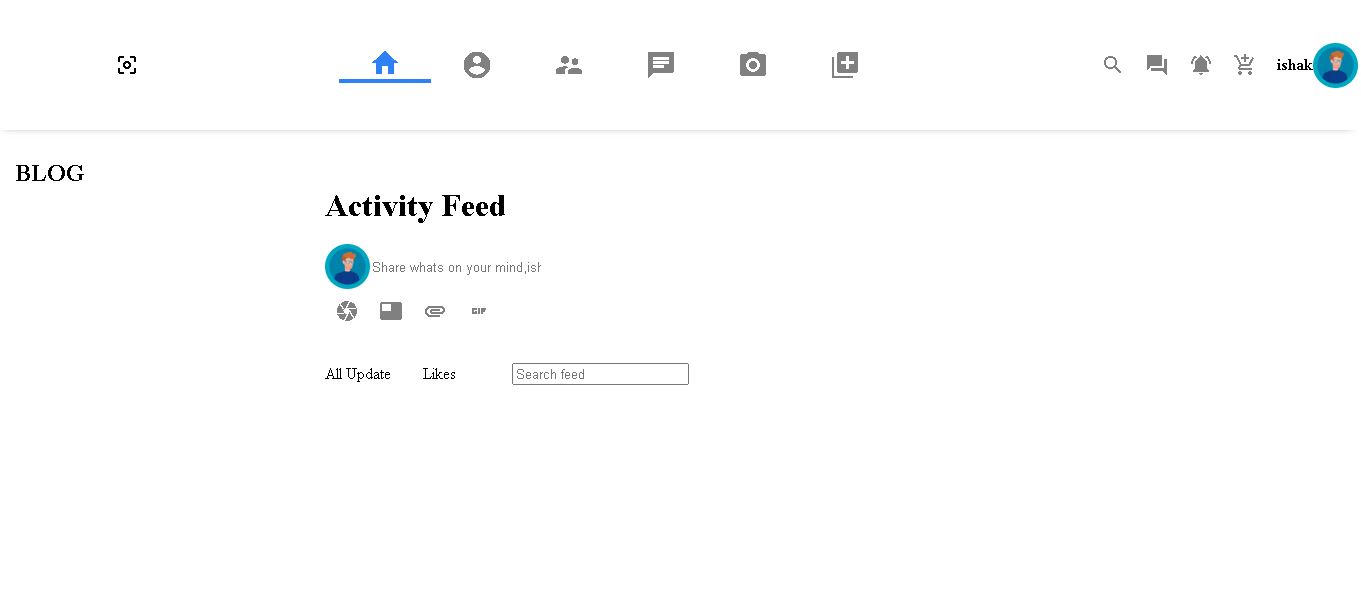 ishak
BLOG
Activity Feed
Share whats on your mind,ish
GIF
All Update Likes Search feed